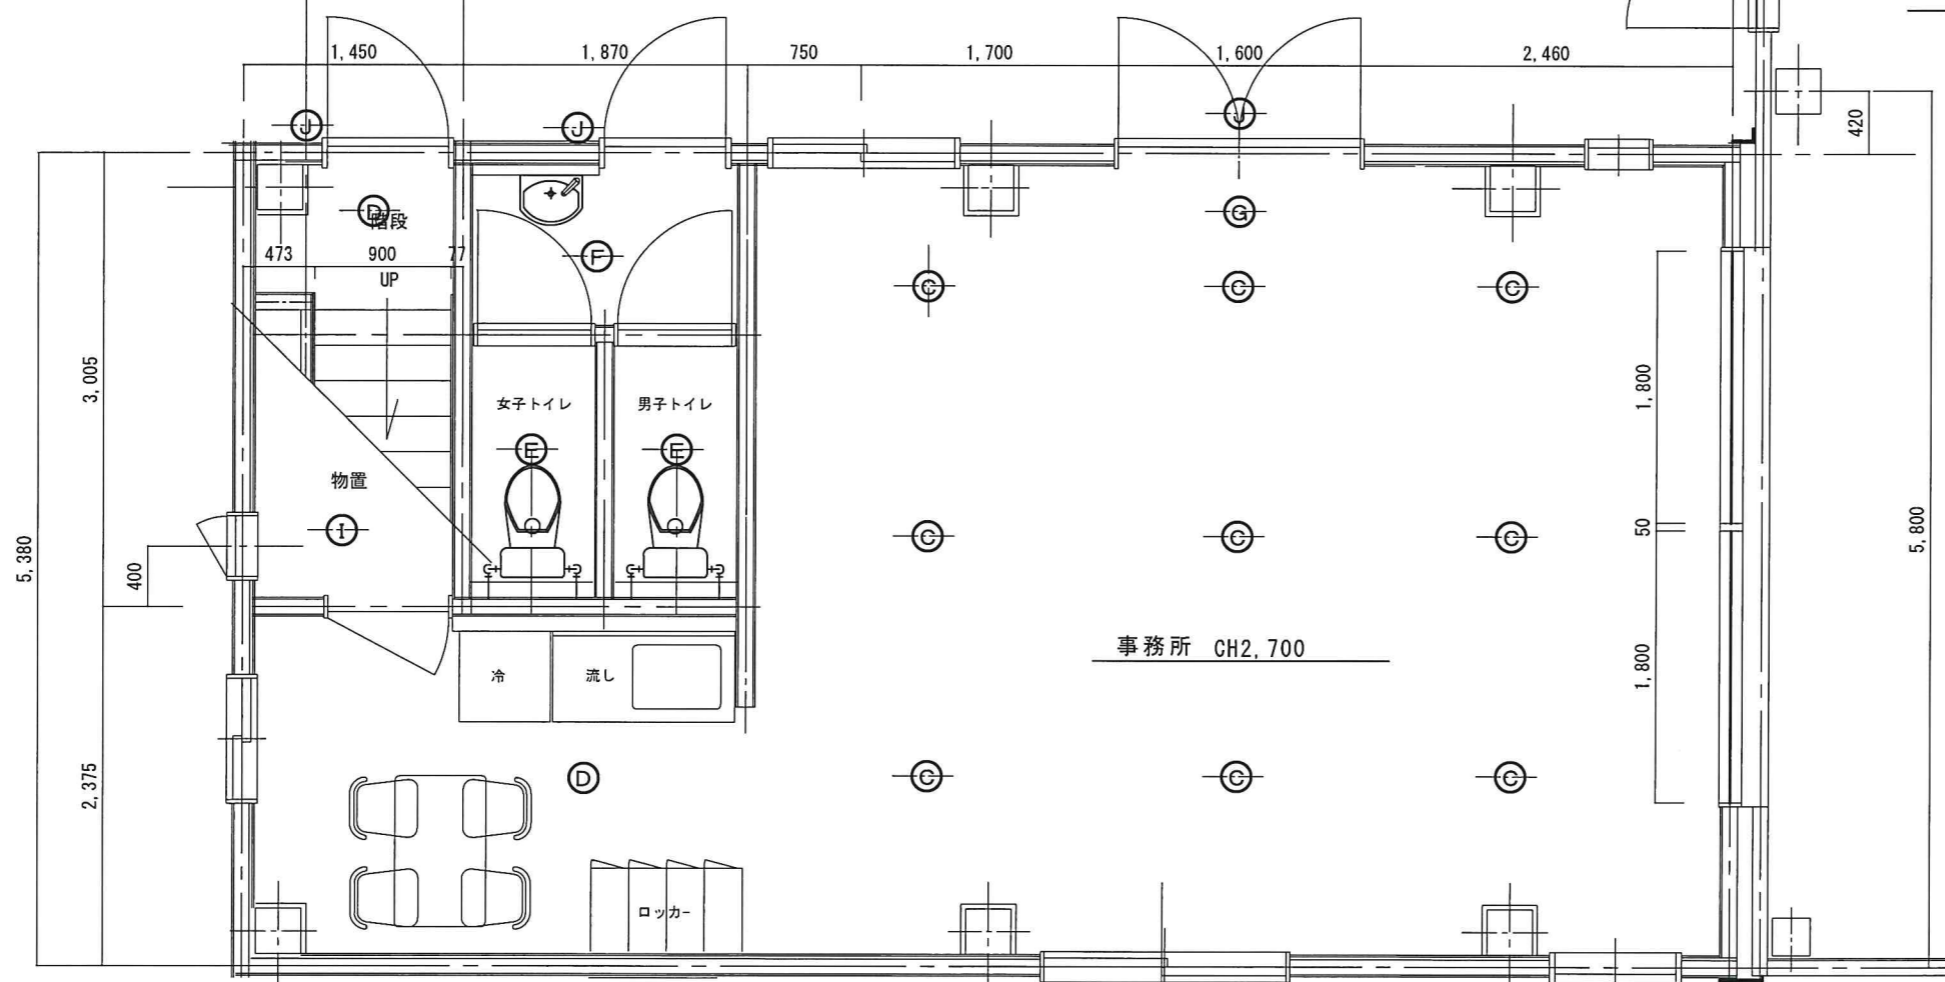 1,450
1,870
750
1,700
1,600
2,460
420
J
J
J
D
階段
G
473
900
77
F
UP
C
C
C
3,005
1,800
女子トイレ
男子トイレ
E
E
物置
I
5,380
400
C
C
C
50
5,800
事務所 CH2,700
冷
流し
1,800
2,375
D
C
C
C
ロッカー